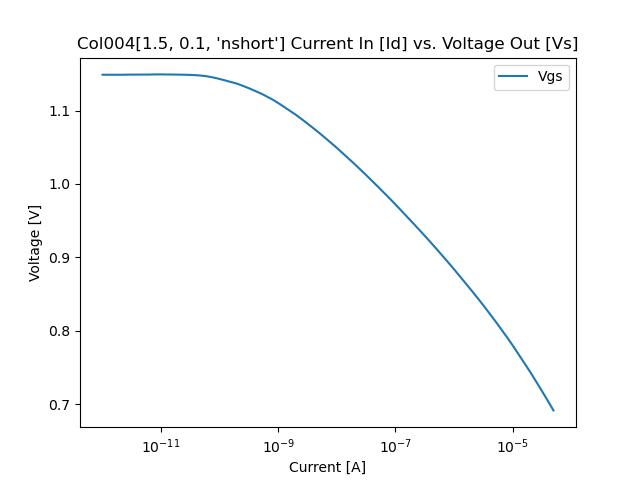 Col004[1.5, 0.1, 'nshort'] Current In [Id] vs. Voltage Out [Vs]
Vgs
1.1
1.0
0.9
0.8
0.7
Voltage [V]
10⁻¹¹ 10⁻⁹ 10⁻⁷ 10⁻⁵
Current [A]